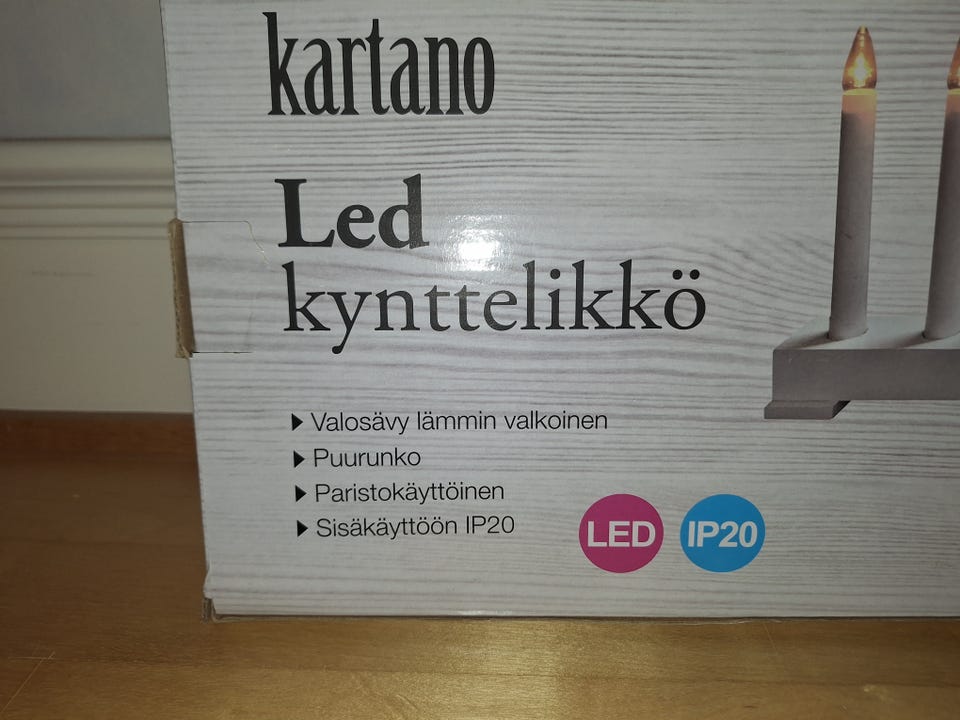 kartano
Led
kynttelikkö
Valosävy lämmin valkoinen
Puurunko
Paristokäyttöinen
Sisäkäyttöön IP20
LED IP20